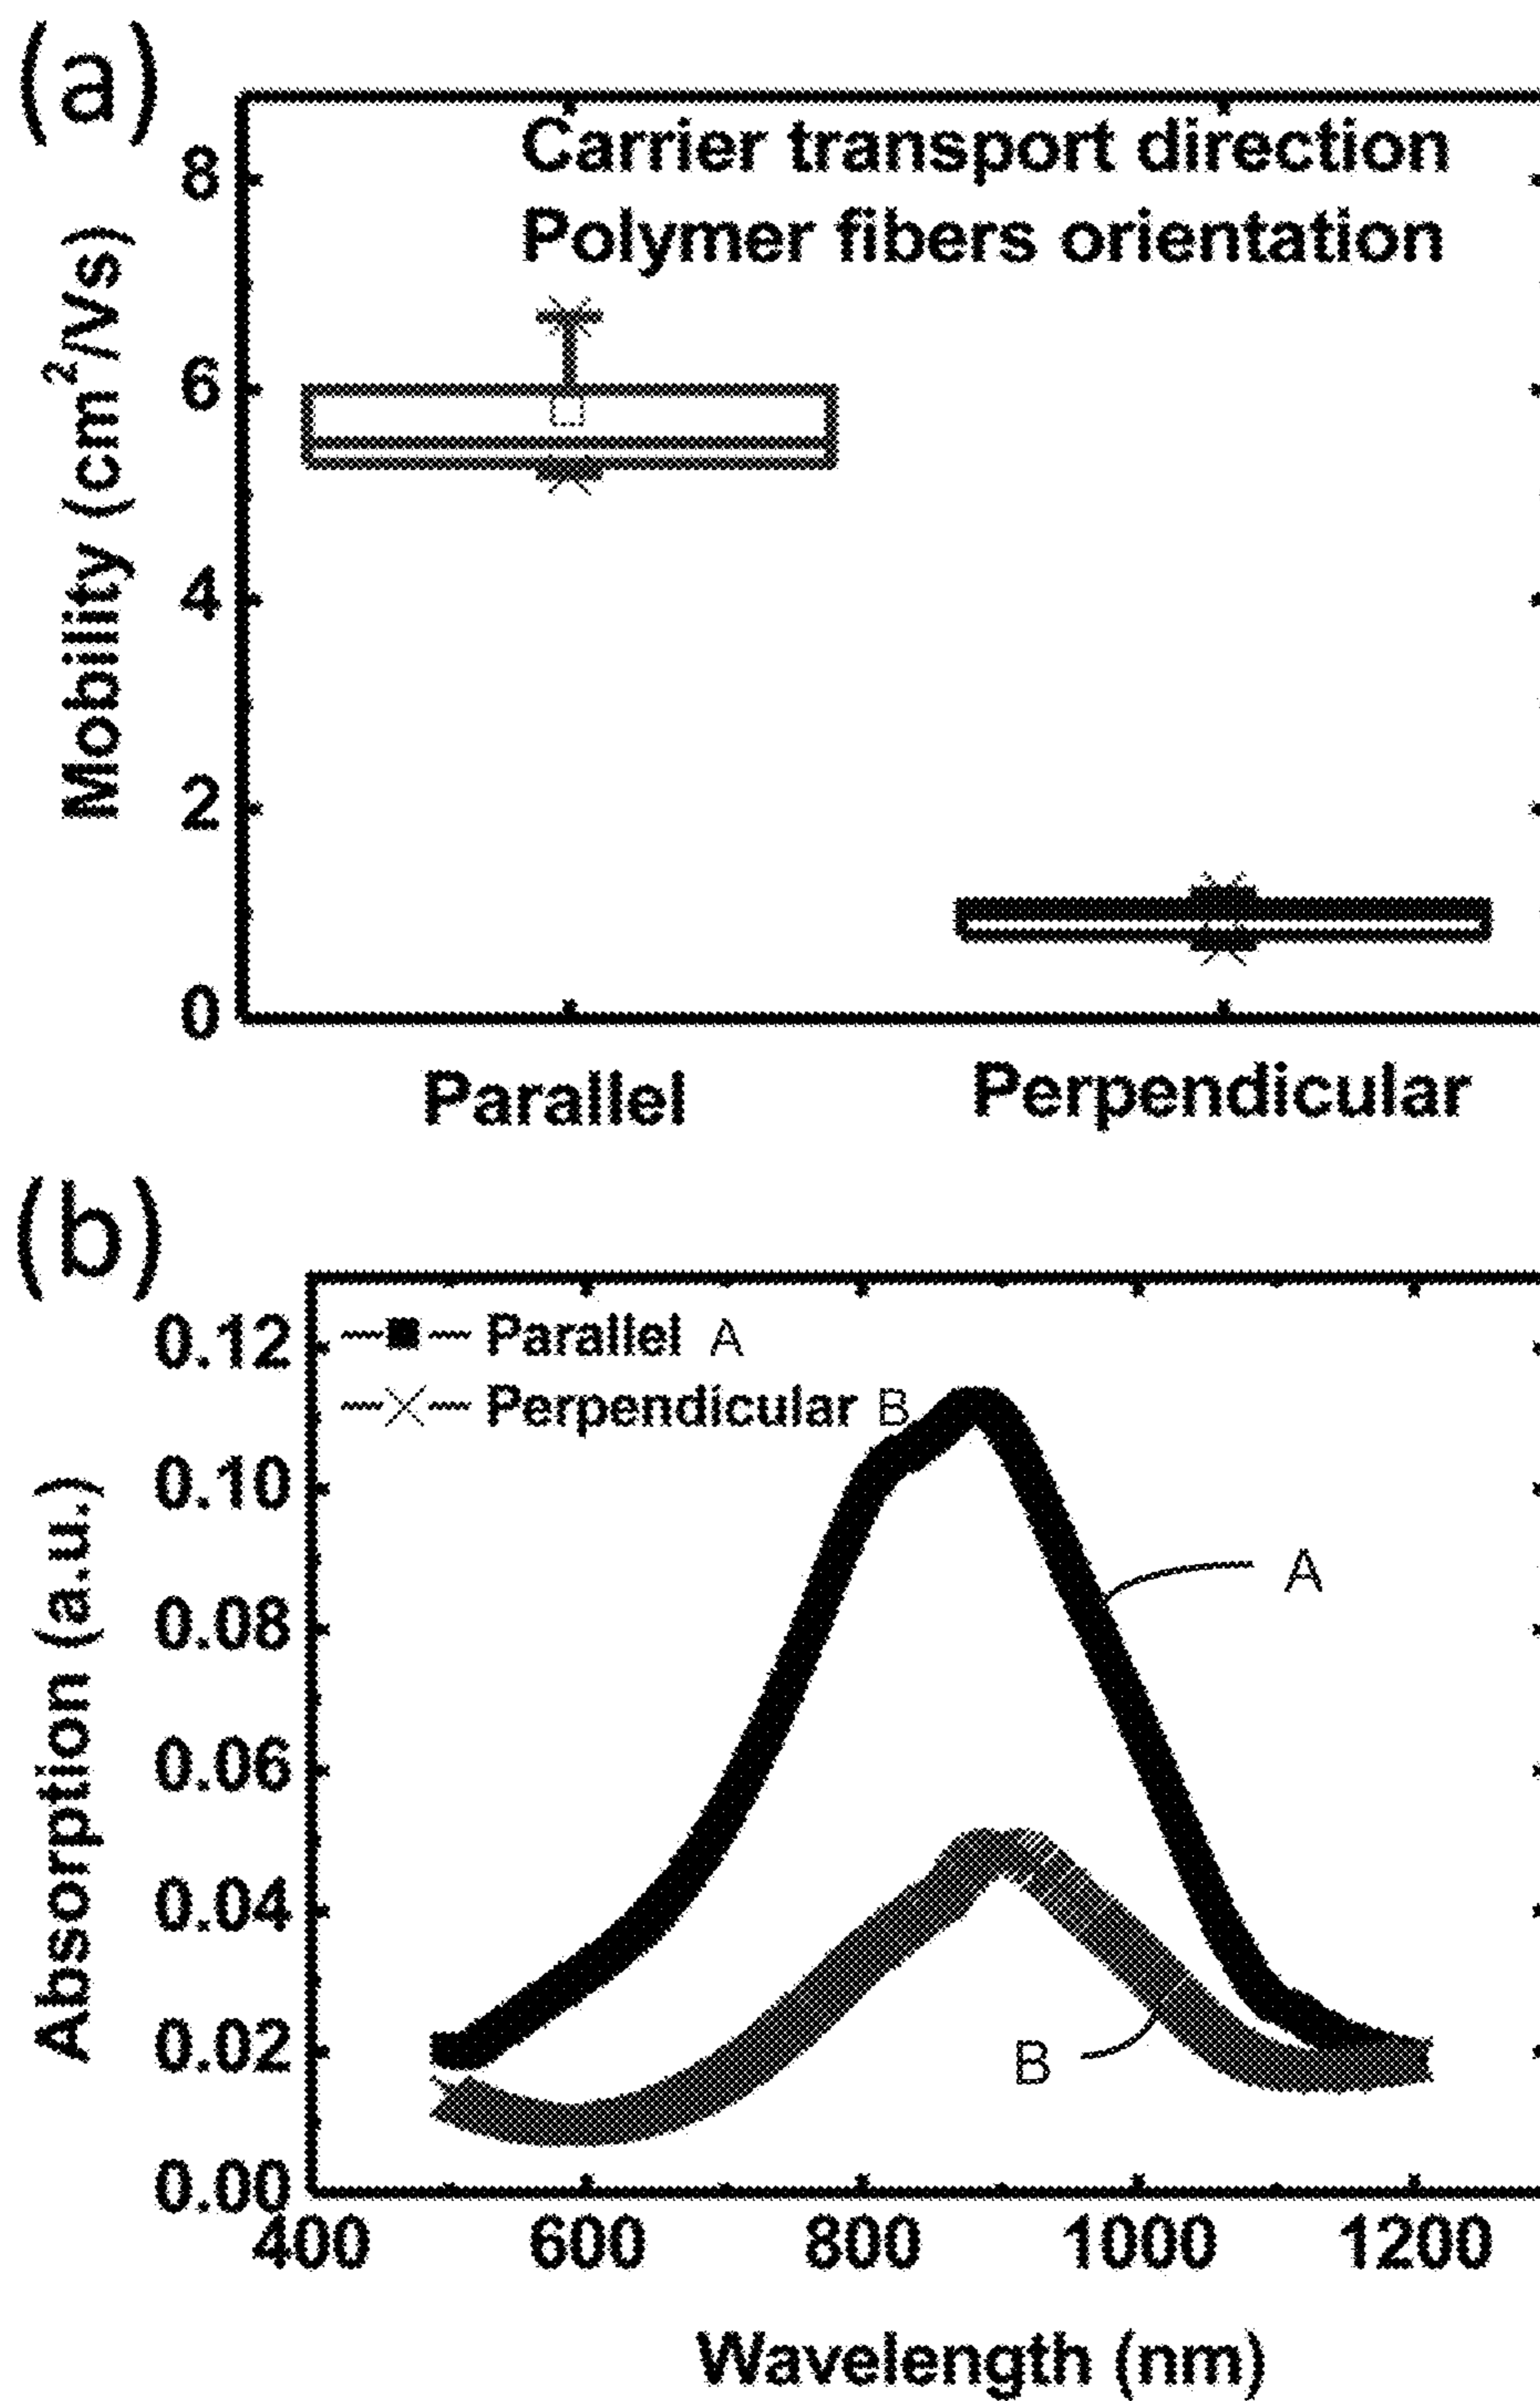 (a)
Carrier transport direction
Polymer fibers orientation
Mobility (cm²/Vs)
8
6
4
2
0
Parallel
Perpendicular
(b)
Parallel A
Perpendicular B
Absorption (a.u.)
0.12
0.10
0.08
0.06
0.04
0.02
0.00
A
B
400 600 800 1000 1200
Wavelength (nm)